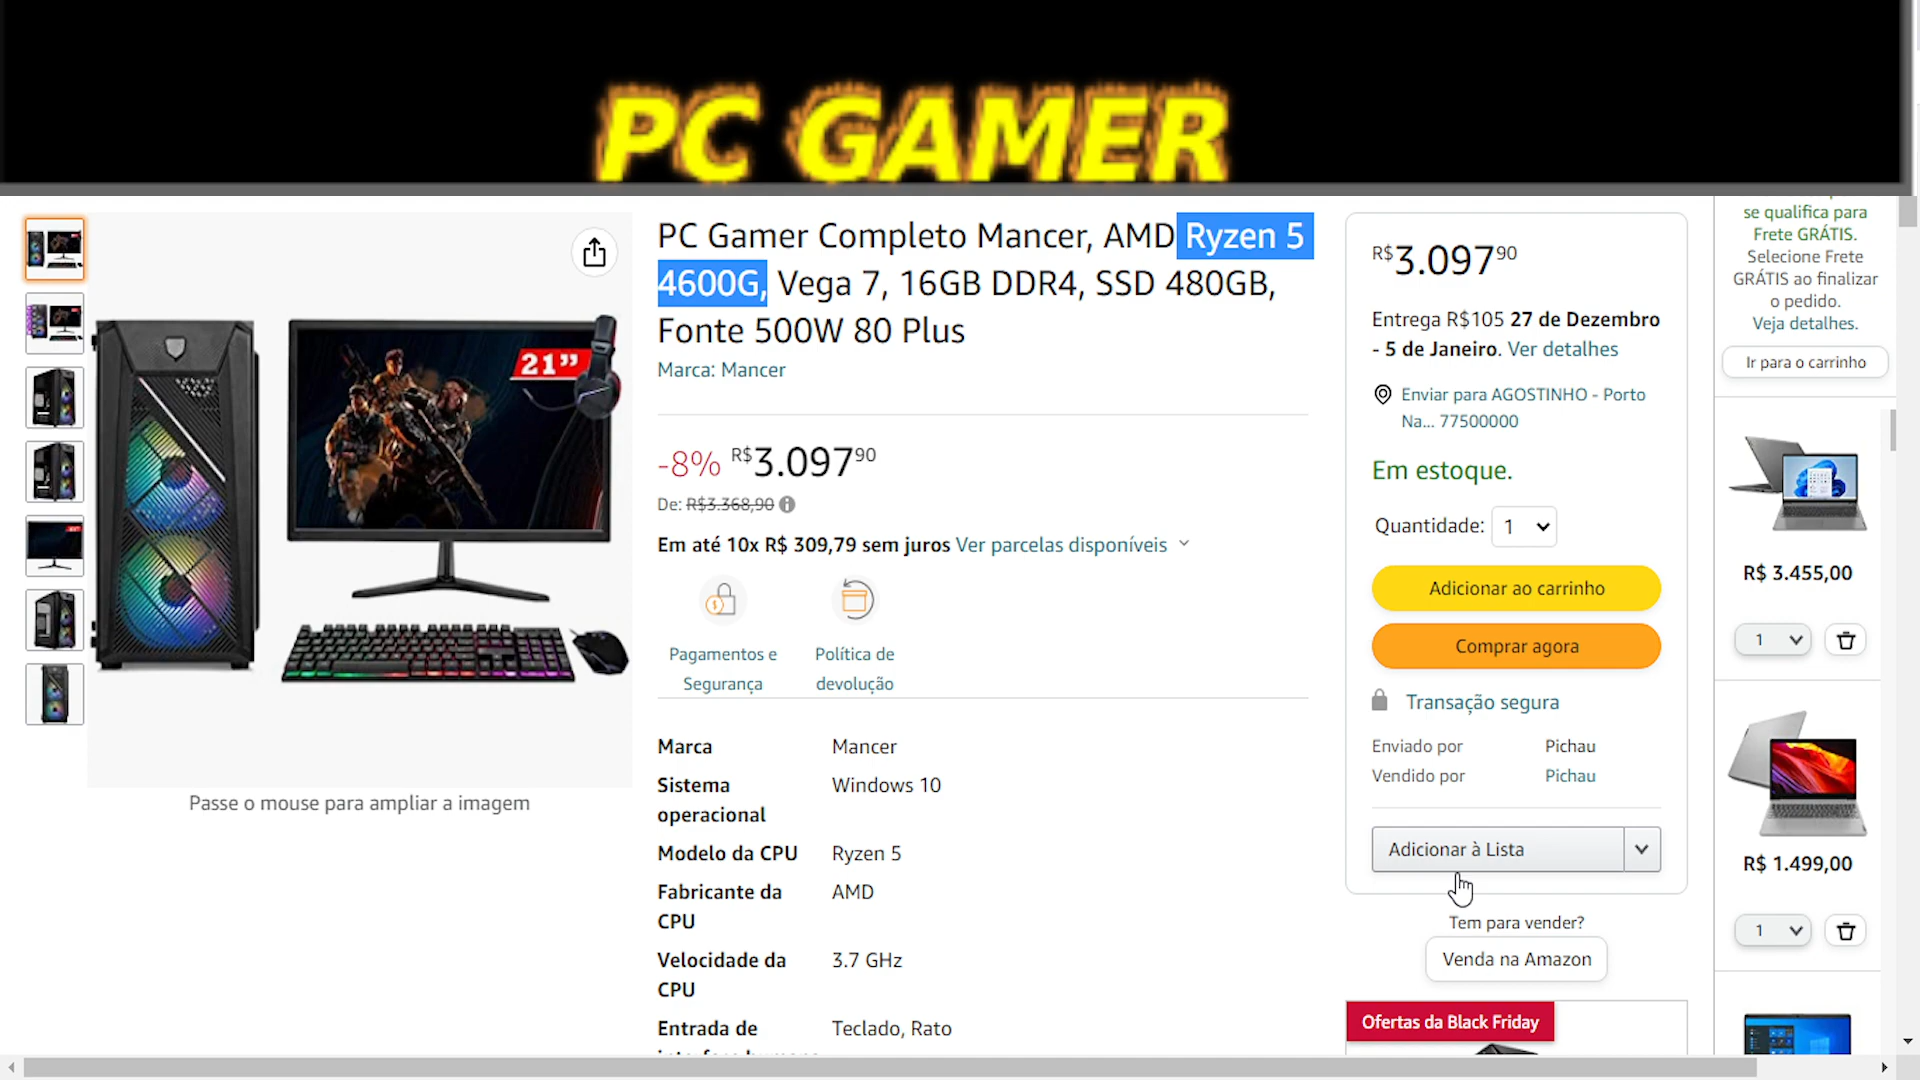 PC GAMER
PC Gamer Completo Mancer, AMD Ryzen 5
4600G, Vega 7, 16GB DDR4, SSD 480GB,
Fonte 500W 80 Plus
Marca: Mancer
21”
Passe o mouse para ampliar a imagem
-8% R$3.09790
De: R$3.368,90
Em até 10x R$ 309,79 sem juros Ver parcelas disponíveis
Pagamentos e
Segurança
Política de
devolução
Marca Mancer
Sistema
operacional
Windows 10
Modelo da CPU Ryzen 5
Fabricante da
CPU
AMD
Velocidade da
CPU
3.7 GHz
Entrada de
Teclado, Rato
R$3.09790
Entrega R$105 27 de Dezembro
- 5 de Janeiro. Ver detalhes
Enviar para AGOSTINHO - Porto
Na... 77500000
Em estoque.
Quantidade: 1
Adicionar ao carrinho
Comprar agora
Transação segura
Enviado por Pichau
Vendido por Pichau
Adicionar à Lista
Tem para vender?
Venda na Amazon
Ofertas da Black Friday
se qualifica para
Frete GRÁTIS.
Selecione Frete
GRÁTIS ao finalizar
o pedido.
Veja detalhes.
Ir para o carrinho
R$ 3.455,00
1
R$ 1.499,00
1